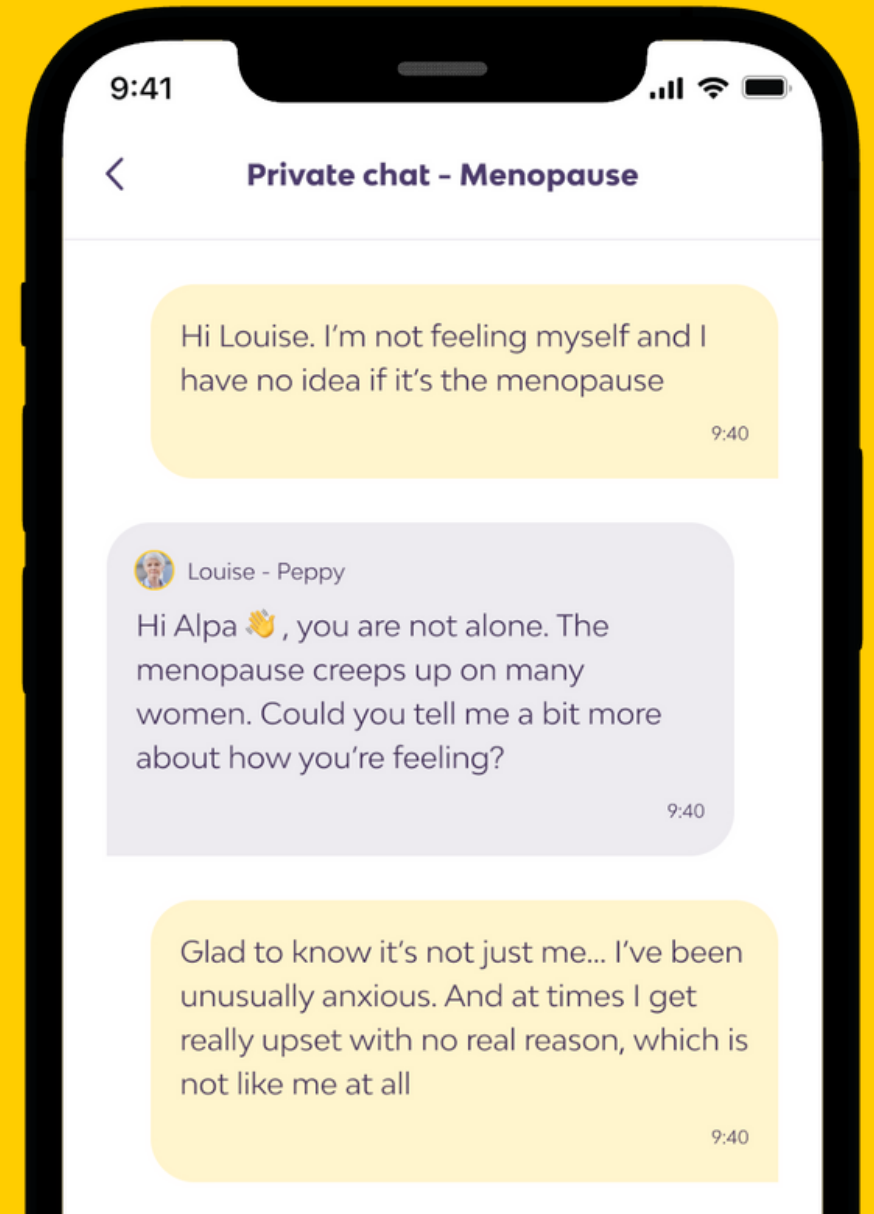 9:41
Private chat - Menopause
Hi Louise. I’m not feeling myself and I
have no idea if it’s the menopause
9:40
Louise - Peppy
Hi Alpa 👋 , you are not alone. The
menopause creeps up on many
women. Could you tell me a bit more
about how you’re feeling?
9:40
Glad to know it’s not just me... I’ve been
unusually anxious. And at times I get
really upset with no real reason, which is
not like me at all
9:40